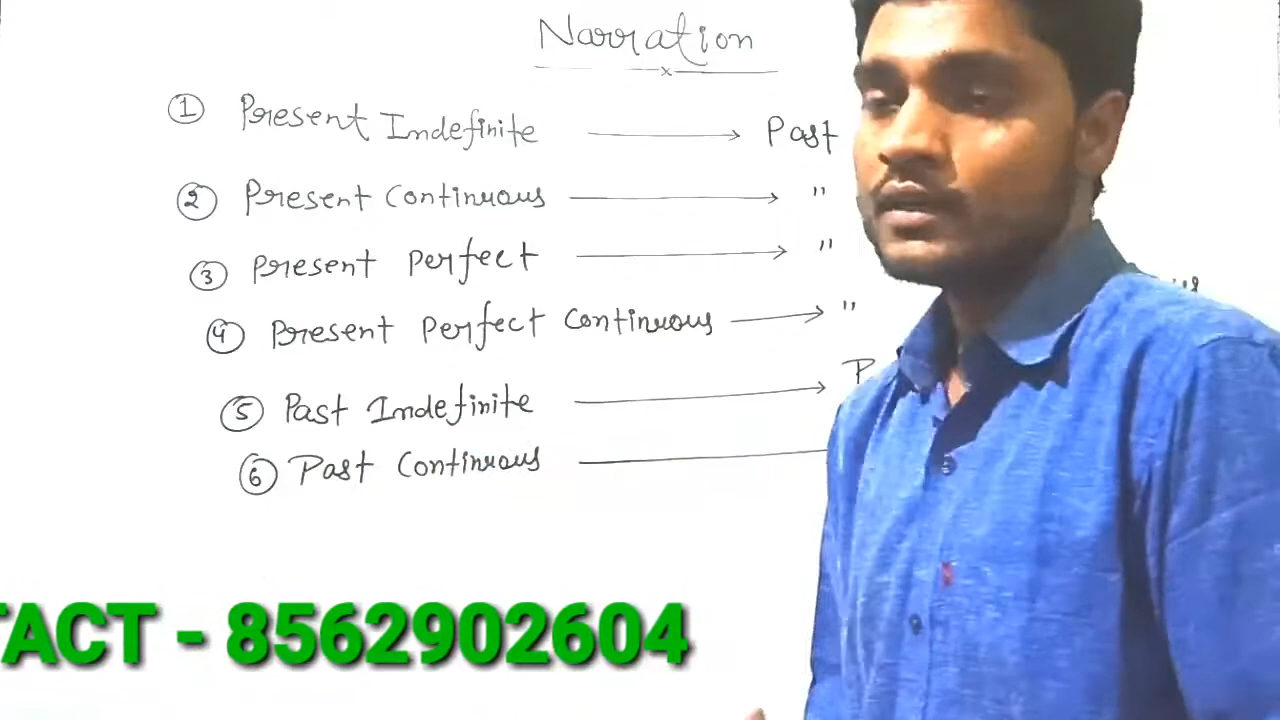 Narration
① Present Indefinite → Past
② Present Continuous → "
③ Present Perfect → "
④ Present Perfect Continuous → "
⑤ Past Indefinite → P
⑥ Past Continuous
TACT - 8562902604